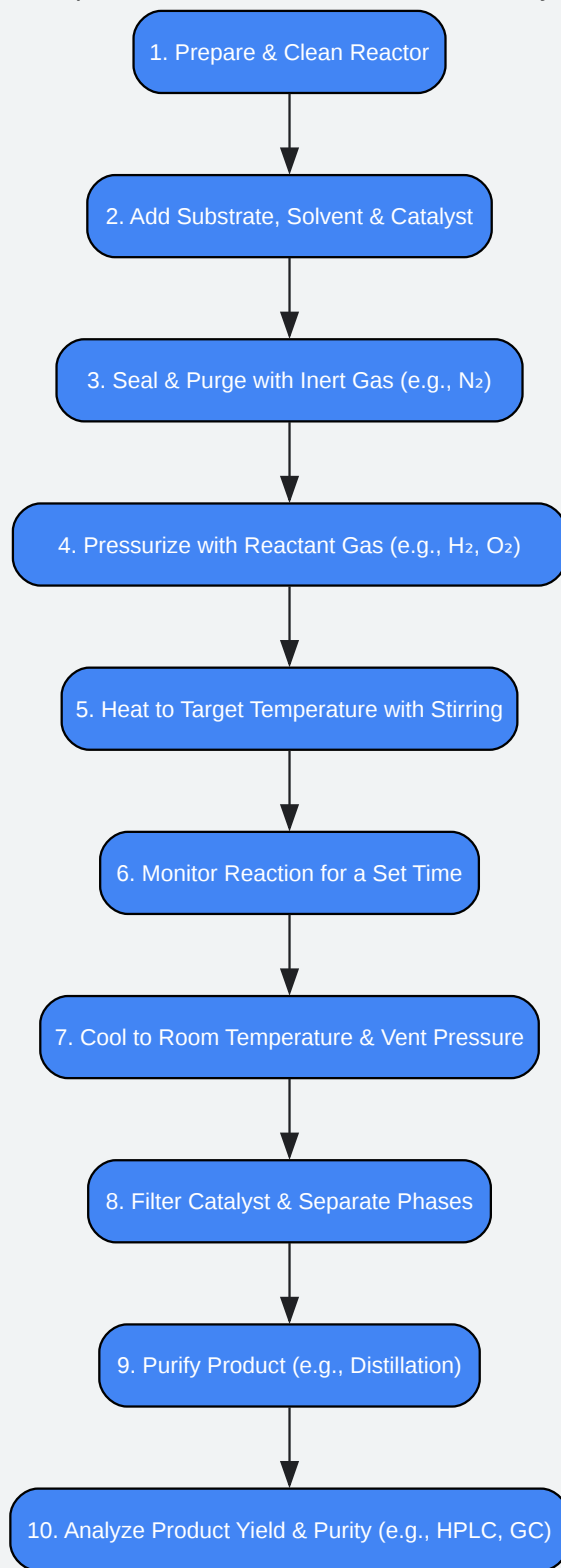 1. Prepare & Clean Reactor
2. Add Substrate, Solvent & Catalyst
3. Seal & Purge with Inert Gas (e.g., N₂)
4. Pressurize with Reactant Gas (e.g., H₂, O₂)
5. Heat to Target Temperature with Stirring
6. Monitor Reaction for a Set Time
7. Cool to Room Temperature & Vent Pressure
8. Filter Catalyst & Separate Phases
9. Purify Product (e.g., Distillation)
10. Analyze Product Yield & Purity (e.g., HPLC, GC)